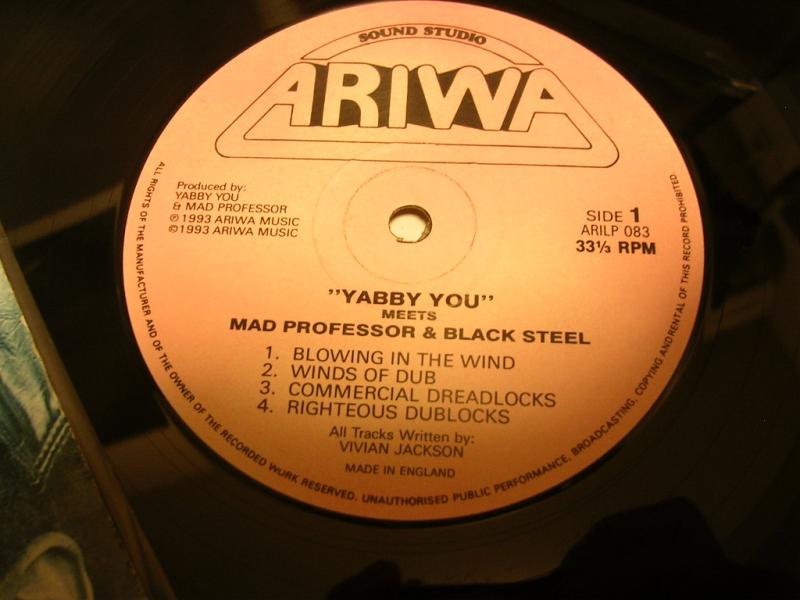 SOUND STUDIO
ARIWA
Produced by:
YABBY YOU
& MAD PROFESSOR
℗ 1993 ARIWA MUSIC
© 1993 ARIWA MUSIC
SIDE 1
ARILP 083
33⅓ RPM
"YABBY YOU"
MEETS
MAD PROFESSOR & BLACK STEEL
1. BLOWING IN THE WIND
2. WINDS OF DUB
3. COMMERCIAL DREADLOCKS
4. RIGHTEOUS DUBLOCKS
All Tracks Written by:
VIVIAN JACKSON
MADE IN ENGLAND
ALL RIGHTS OF THE MANUFACTURER AND OF THE OWNER OF THE RECORDED WORK RESERVED. UNAUTHORISED PUBLIC PERFORMANCE, BROADCASTING, COPYING AND RENTAL OF THIS RECORD PROHIBITED